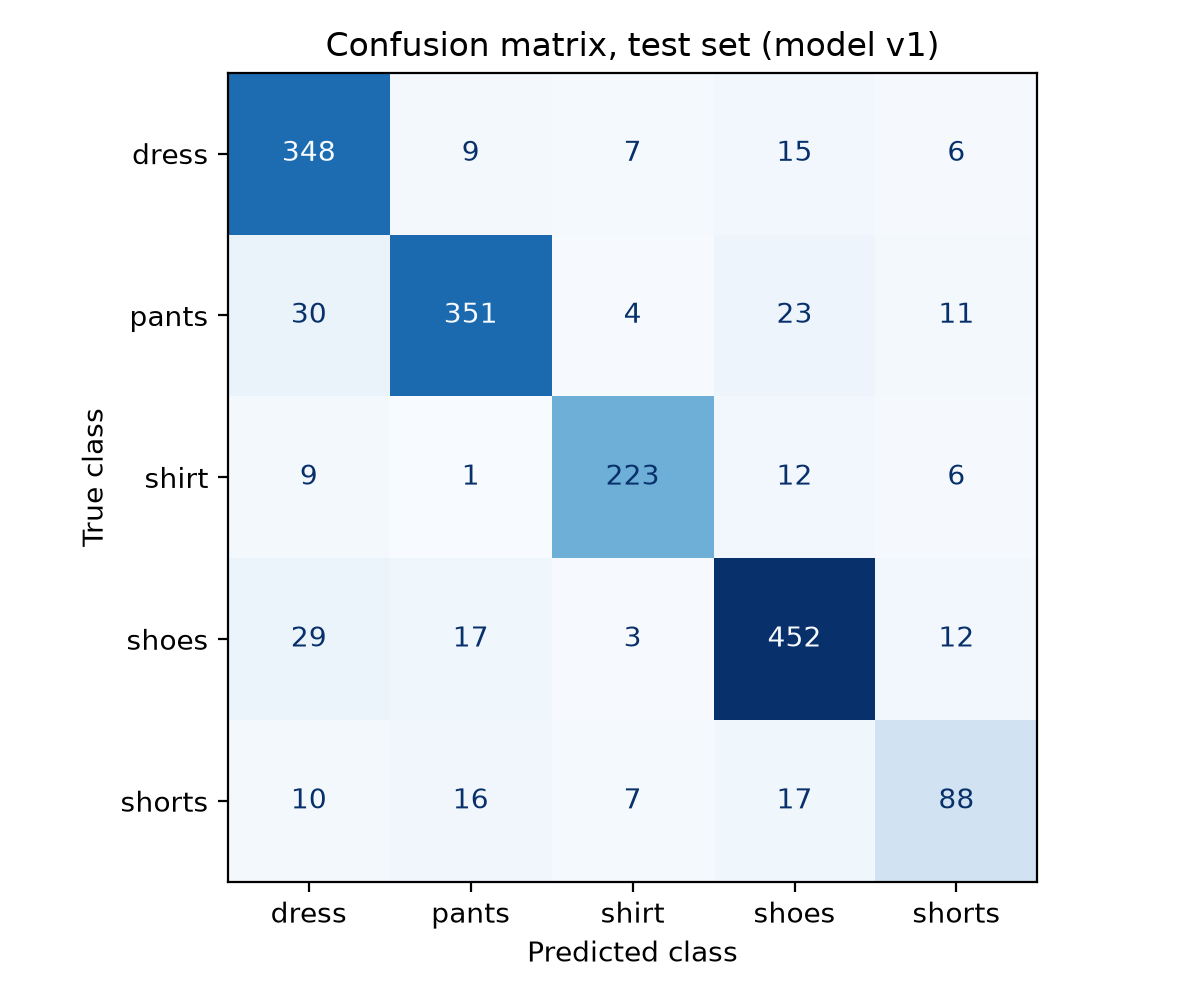 Confusion matrix, test set (model v1)
dress 348 9 7 15 6
pants 30 351 4 23 11
shirt 9 1 223 12 6
shoes 29 17 3 452 12
shorts 10 16 7 17 88
True class
dress pants shirt shoes shorts
Predicted class